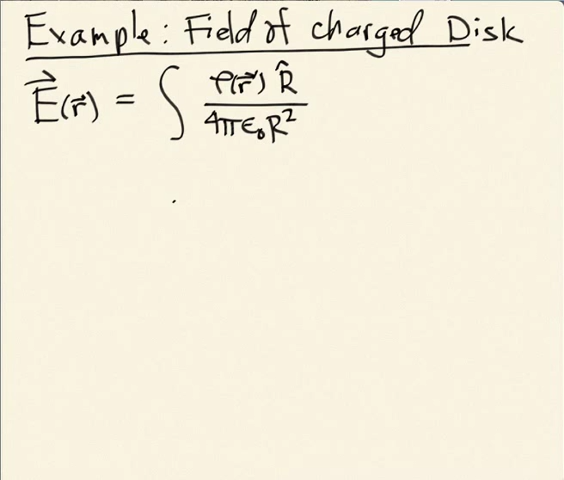 Example: Field of charged Disk
E⃗(r⃗) = ∫ ρ(r⃗) R̂ / 4πϵ₀R²